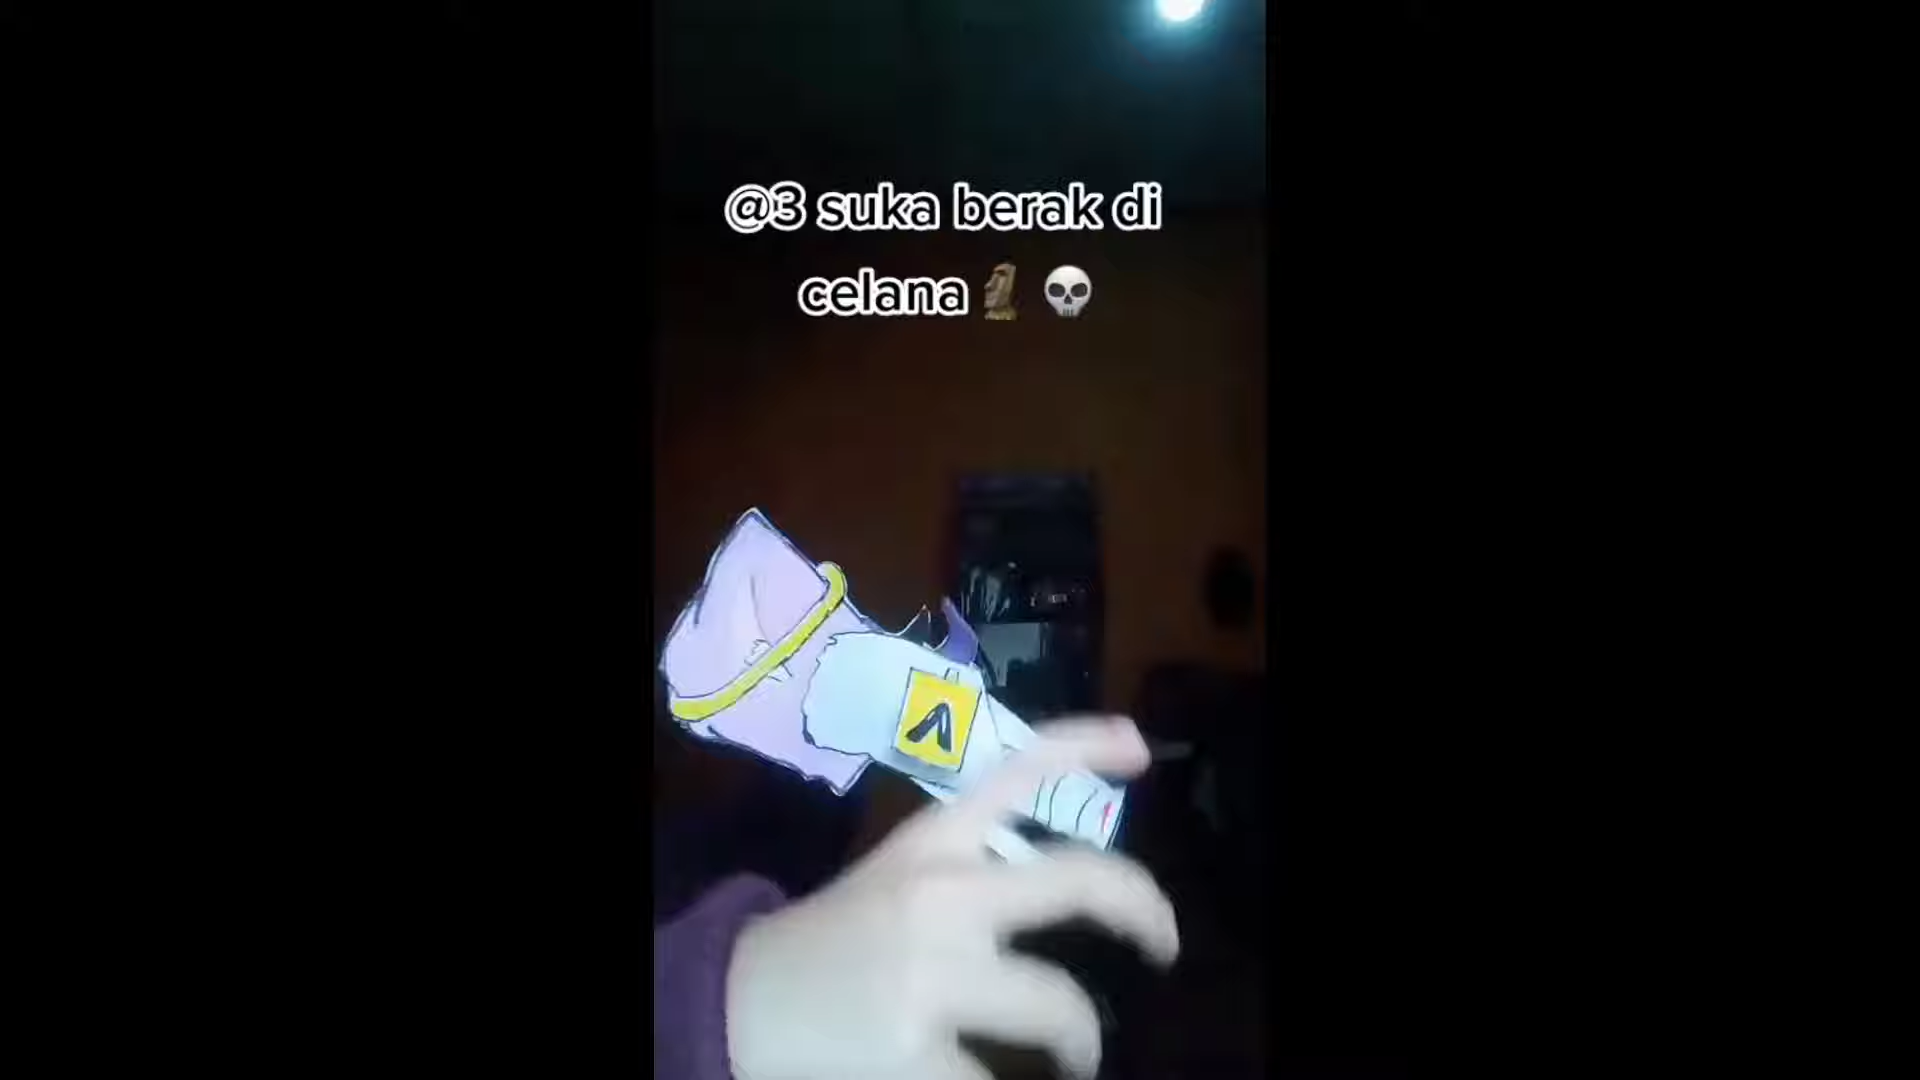 @3 suka berak di
celana🗿 💀